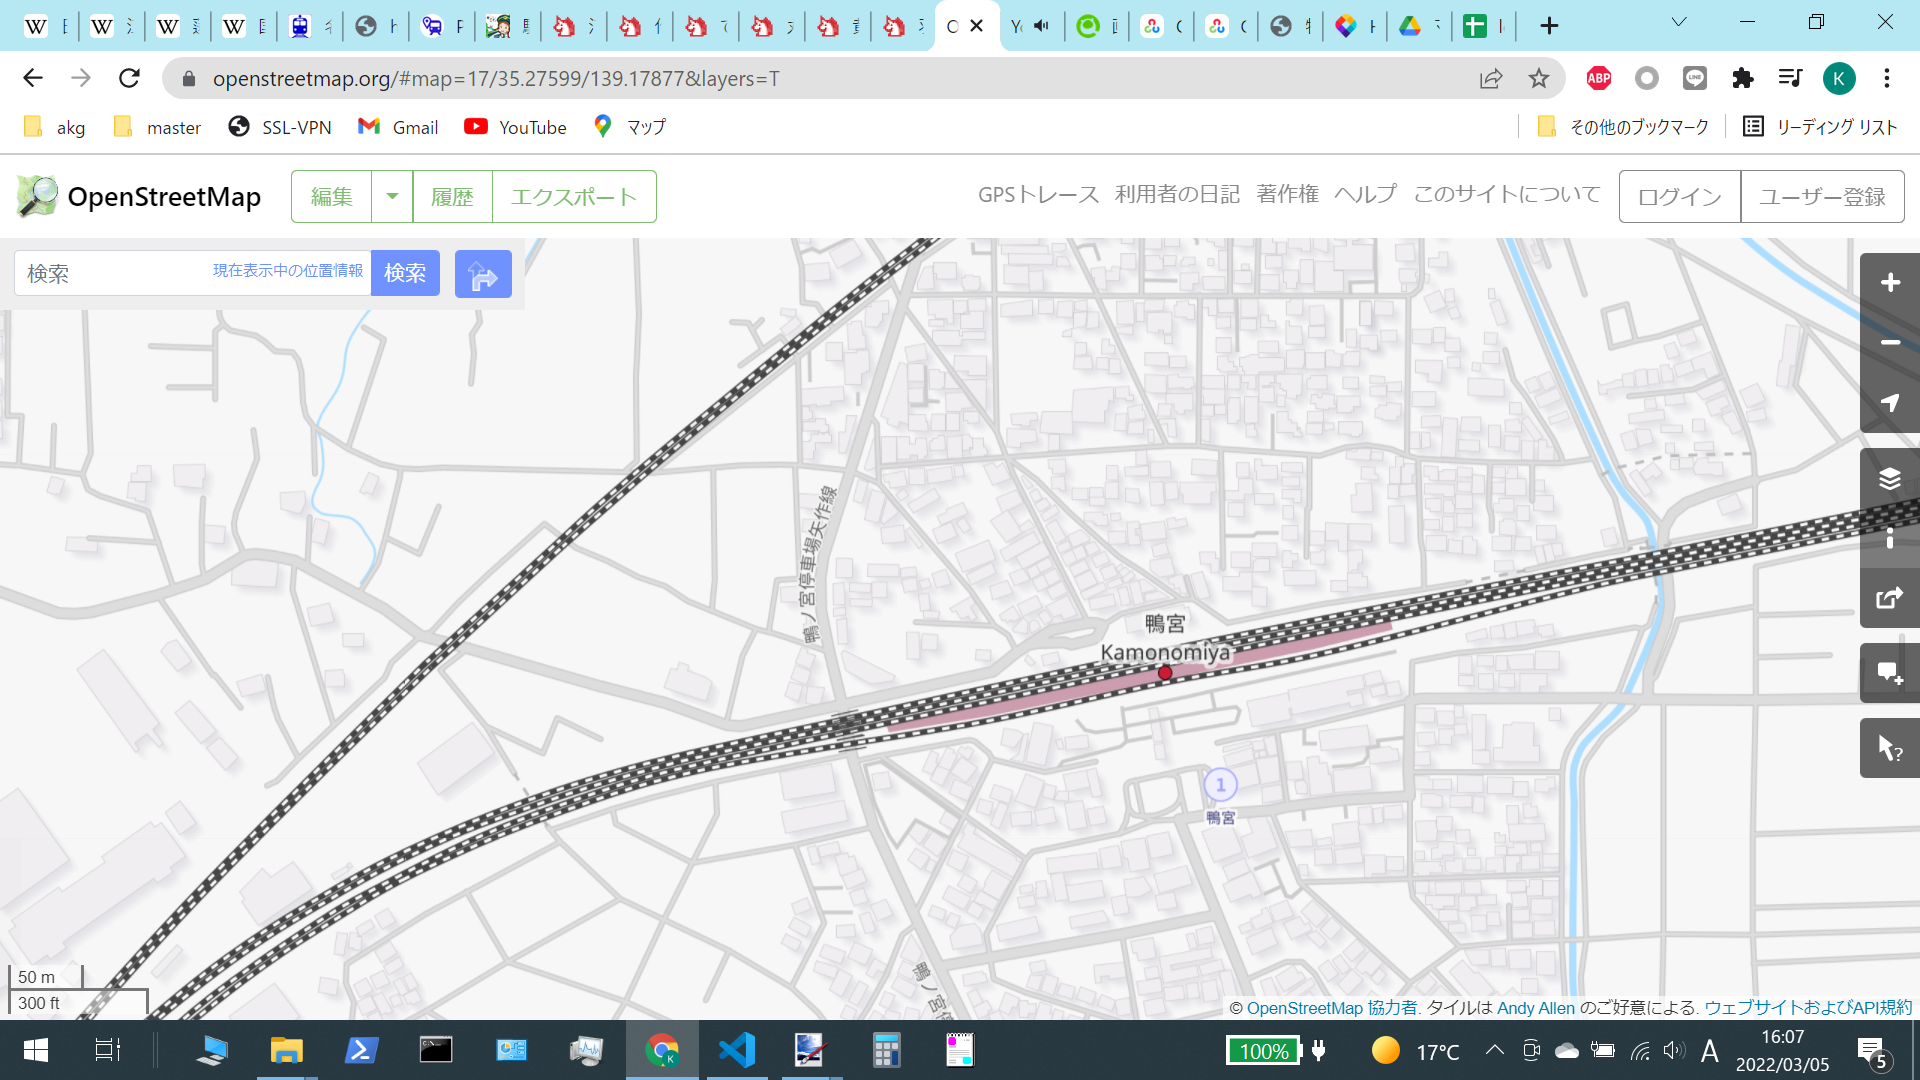 openstreetmap.org/#map=17/35.27599/139.17877&layers=T
ABP
LINE
K
akg
master
SSL-VPN
Gmail
YouTube
マップ
その他のブックマーク
リーディング リスト
OpenStreetMap
編集
履歴
エクスポート
GPSトレース
利用者の日記
著作権
ヘルプ
このサイトについて
ログイン
ユーザー登録
検索
現在表示中の位置情報
検索
鴨ノ宮停車場矢作線
鴨宮
Kamonomiya
1
鴨宮
50 m
300 ft
© OpenStreetMap 協力者. タイルは Andy Allen のご好意による. ウェブサイトおよびAPI規約
100%
17°C
A
16:07
2022/03/05
5